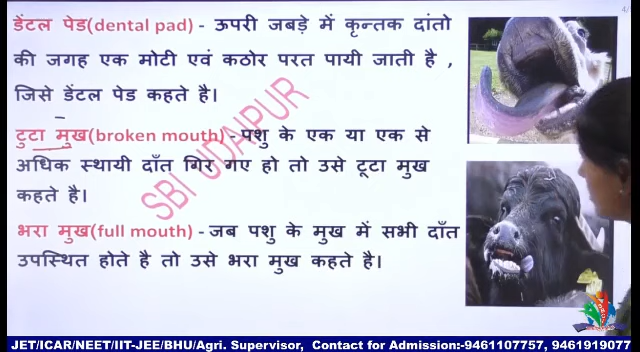 डेंटल पेड(dental pad) - ऊपरी जबड़े में कृन्तक दांतो
की जगह एक मोटी एवं कठोर परत पायी जाती है ,
जिसे डेंटल पेड कहते है।
टुटा मुख(broken mouth) - पशु के एक या एक से
अधिक स्थायी दाँत गिर गए हो तो उसे टूटा मुख
कहते है।
भरा मुख(full mouth) - जब पशु के मुख में सभी दाँत
उपस्थित होते है तो उसे भरा मुख कहते है।
SBI UDAIPUR
JET/ICAR/NEET/IIT-JEE/BHU/Agri. Supervisor, Contact for Admission:-9461107757, 9461919077